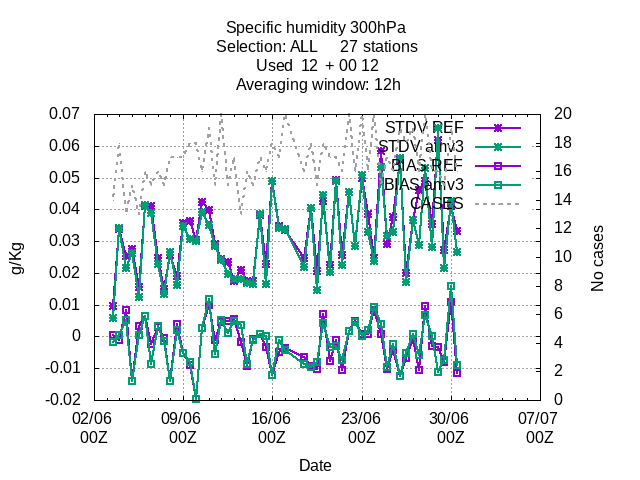 Specific humidity 300hPa
Selection: ALL 27 stations
Used 12 + 00 12
Averaging window: 12h
0.07
0.06
0.05
0.04
0.03
0.02
0.01
0
-0.01
-0.02
g/Kg
20
18
16
14
12
10
8
6
4
2
0
No cases
STDV REF
STDV amv3
BIAS REF
BIAS amv3
CASES
02/06 09/06 16/06 23/06 30/06 07/07
00Z 00Z 00Z 00Z 00Z 00Z
Date